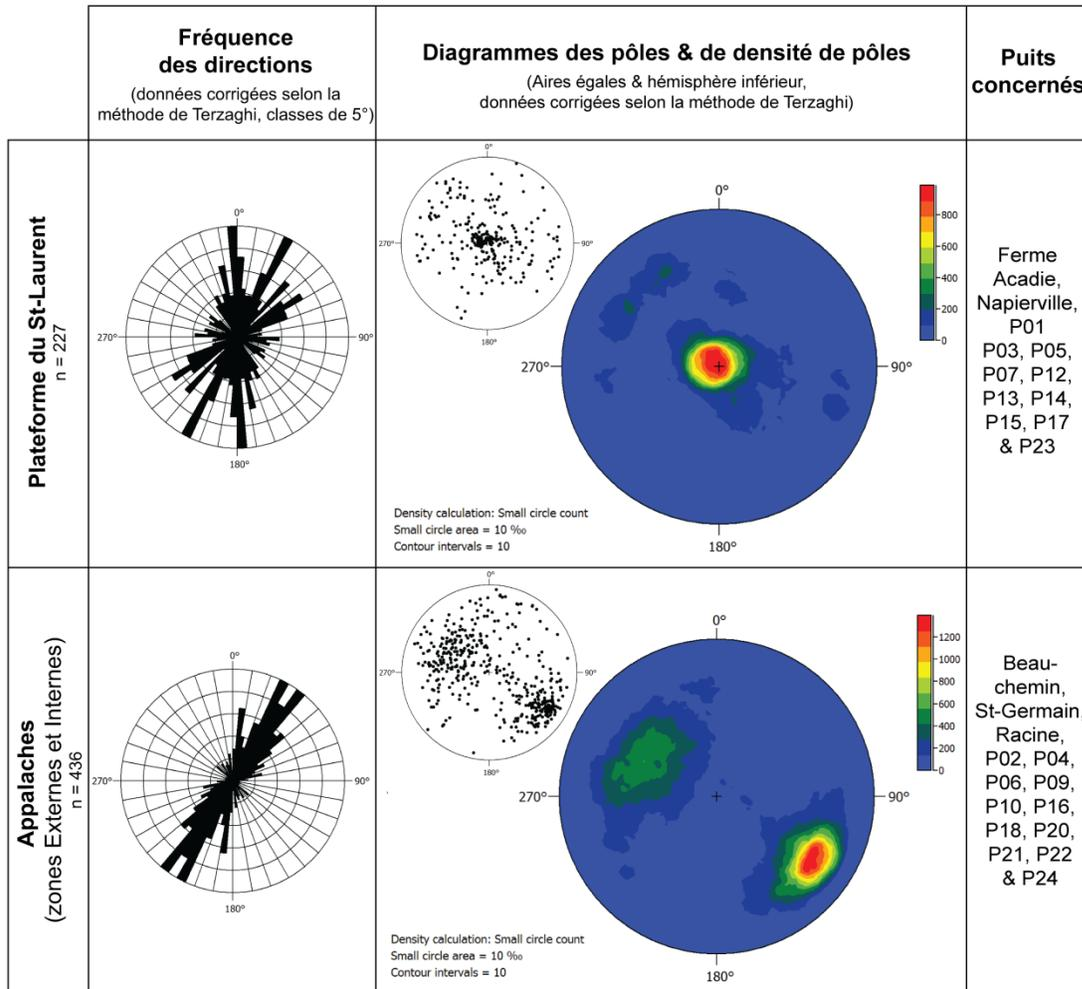 Fréquence
des directions
(données corrigées selon la
méthode de Terzaghi, classes de 5°)
Diagrammes des pôles & de densité de pôles
(Aires égales & hémisphère inférieur,
données corrigées selon la méthode de Terzaghi)
Puits
concernés
Plateforme du St-Laurent
n = 227
0°
90°
180°
270°
0°
90°
180°
270°
0°
90°
180°
270°
800
600
400
200
0
Density calculation: Small circle count
Small circle area = 10 ‰
Contour intervals = 10
Ferme
Acadie,
Napierville,
P01
P03, P05,
P07, P12,
P13, P14,
P15, P17
& P23
Appalaches
(zones Externes et Internes)
n = 436
0°
90°
180°
270°
0°
90°
180°
270°
0°
90°
180°
270°
1200
1000
800
600
400
200
0
Density calculation: Small circle count
Small circle area = 10 ‰
Contour intervals = 10
Beau-
chemin,
St-Germain,
Racine,
P02, P04,
P06, P09,
P10, P16,
P18, P20,
P21, P22
& P24